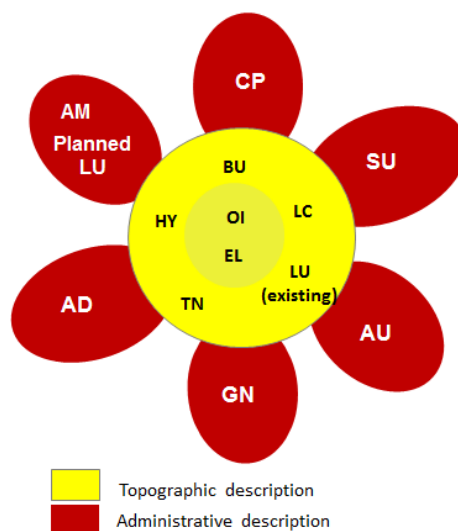 CP
AM
Planned
LU
SU
BU
HY
OI
LC
EL
LU
(existing)
TN
AD
AU
GN
Topographic description
Administrative description